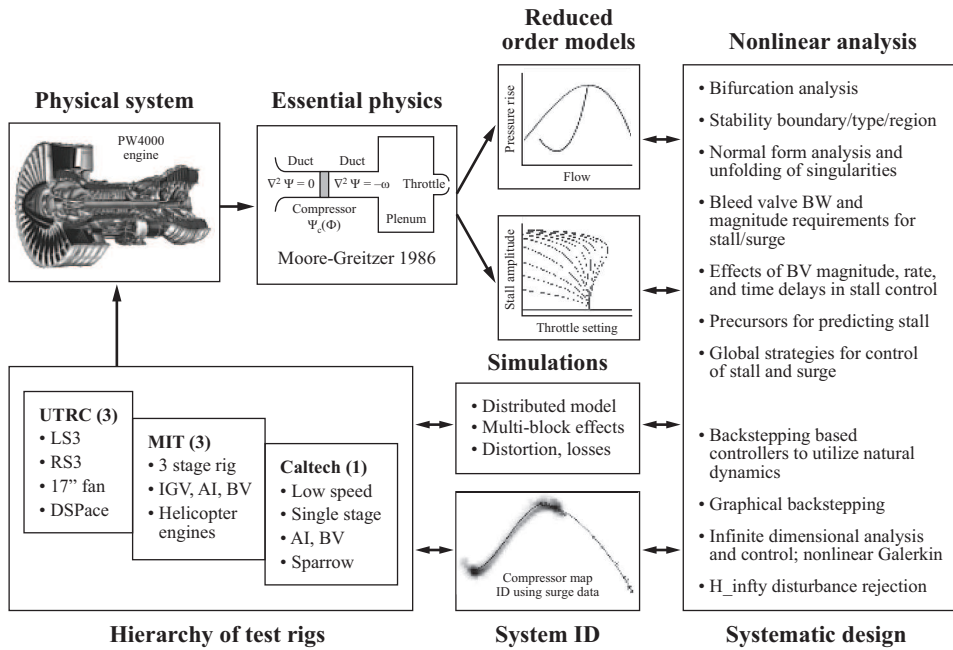 Physical system
PW4000
engine
Essential physics
Duct
Duct
∇² Ψ = 0
∇² Ψ = –ω
Throttle
Compressor
Ψc(Φ)
Plenum
Moore-Greitzer 1986
Reduced
order models
Pressure rise
Flow
Stall amplitude
Throttle setting
Nonlinear analysis
• Bifurcation analysis
• Stability boundary/type/region
• Normal form analysis and
unfolding of singularities
• Bleed valve BW and
magnitude requirements for
stall/surge
• Effects of BV magnitude, rate,
and time delays in stall control
• Precursors for predicting stall
• Global strategies for control
of stall and surge
• Backstepping based
controllers to utilize natural
dynamics
• Graphical backstepping
• Infinite dimensional analysis
and control; nonlinear Galerkin
• H_infty disturbance rejection
Systematic design
Simulations
• Distributed model
• Multi-block effects
• Distortion, losses
UTRC (3)
• LS3
• RS3
• 17” fan
• DSPace
MIT (3)
• 3 stage rig
• IGV, AI, BV
• Helicopter
engines
Caltech (1)
• Low speed
• Single stage
• AI, BV
• Sparrow
Hierarchy of test rigs
Compressor map
ID using surge data
System ID